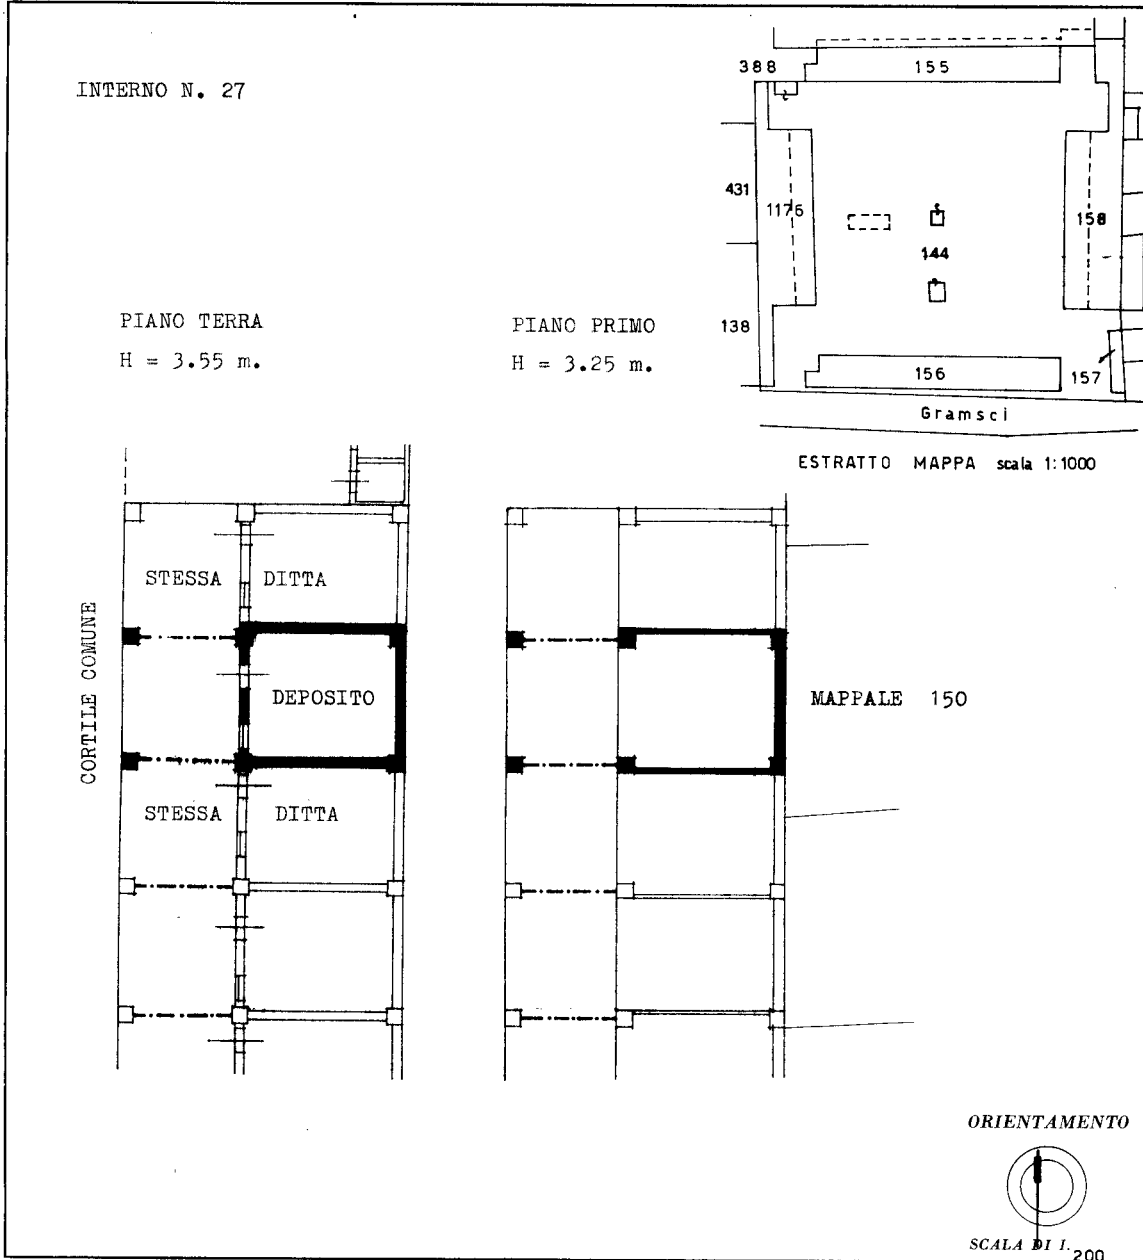 INTERNO N. 27
388
155
431
1176
158
144
138
156
157
Gramsci
ESTRATTO MAPPA scala 1:1000
PIANO TERRA
H = 3.55 m.
PIANO PRIMO
H = 3.25 m.
STESSA DITTA
CORTILE COMUNE
DEPOSITO
MAPPALE 150
STESSA DITTA
ORIENTAMENTO
SCALA DI 1. 200